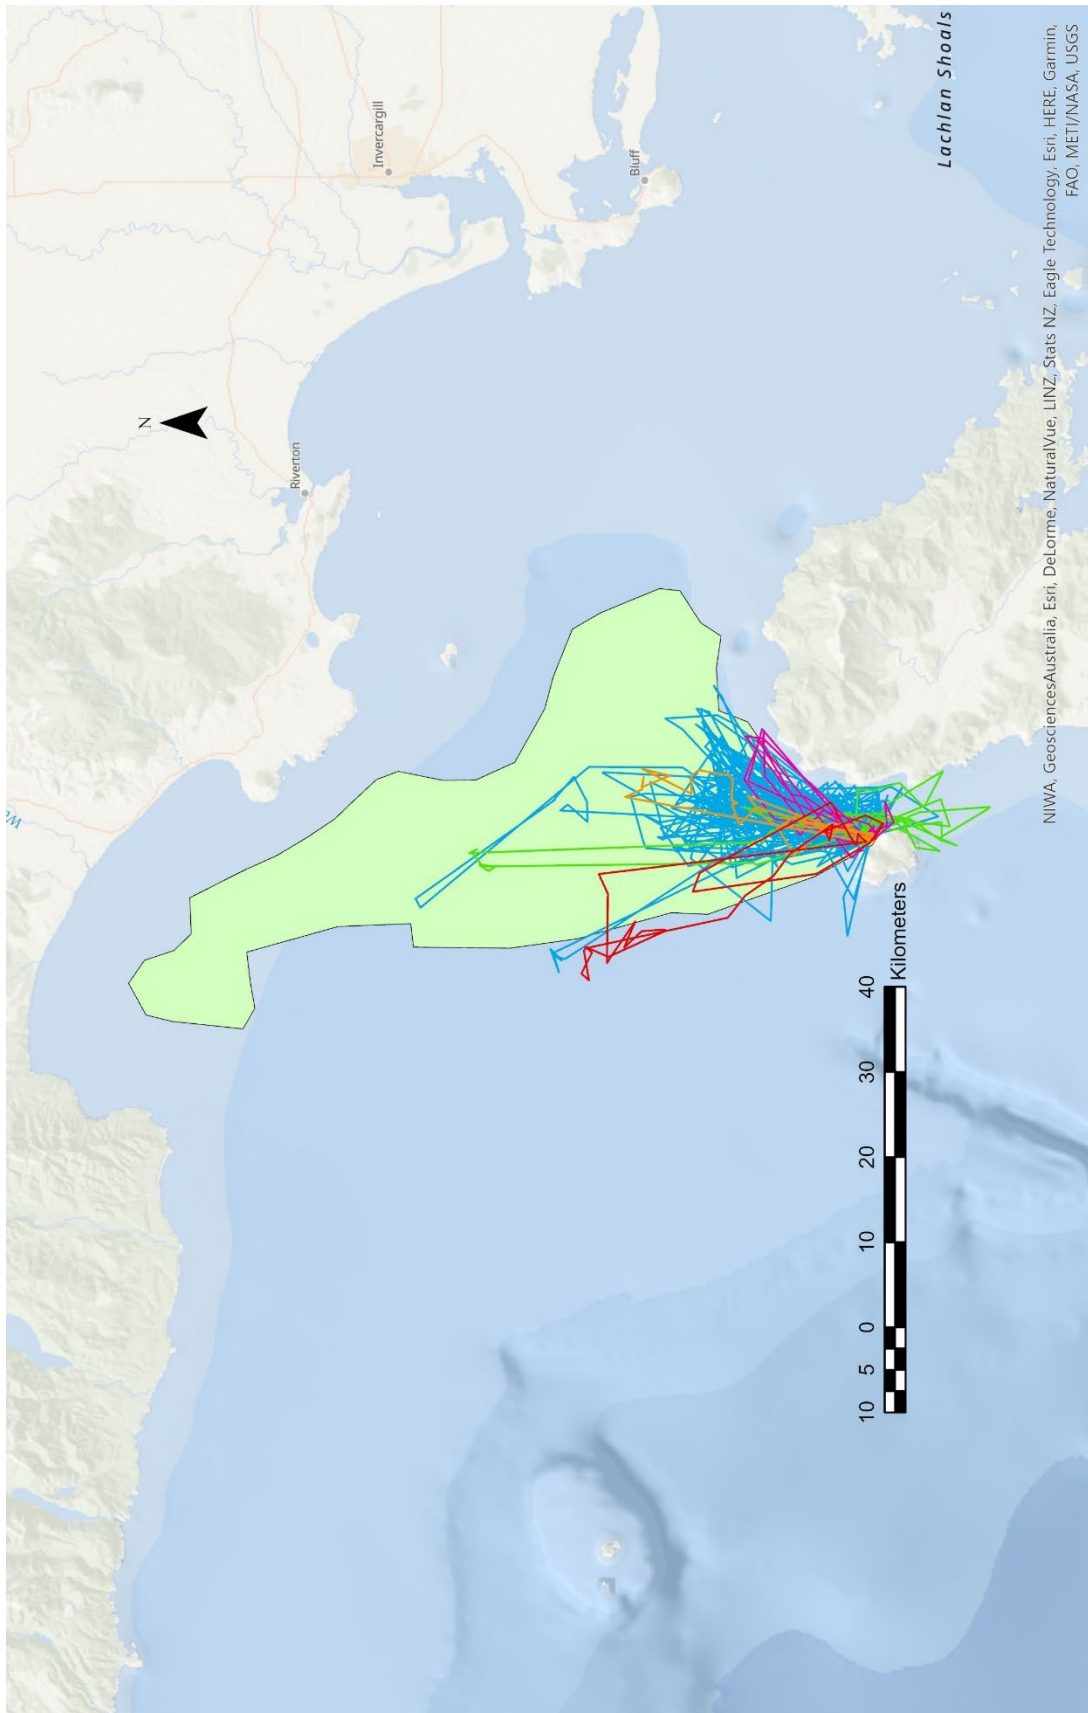 Invercargill
N
Riverton
Bluff
Lachlan Shoals
10 5 0 10 20 30 40
Kilometers
NIWA, GeosciencesAustralia, Esri, DeLorme, NaturalVue, LINZ, Stats NZ, Eagle Technology, Esri, HERE, Garmin,
FAO, METI/NASA, USGS